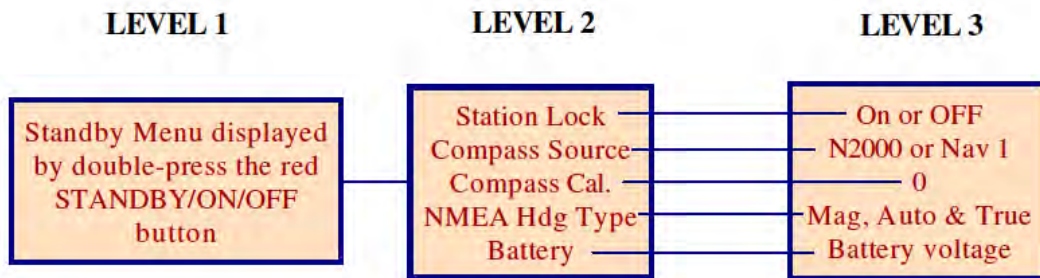 LEVEL 1
LEVEL 2
LEVEL 3
Standby Menu displayed
by double-press the red
STANDBY/ON/OFF
button
Station Lock
Compass Source
Compass Cal.
NMEA Hdg Type
Battery
On or OFF
N2000 or Nav 1
0
Mag, Auto & True
Battery voltage